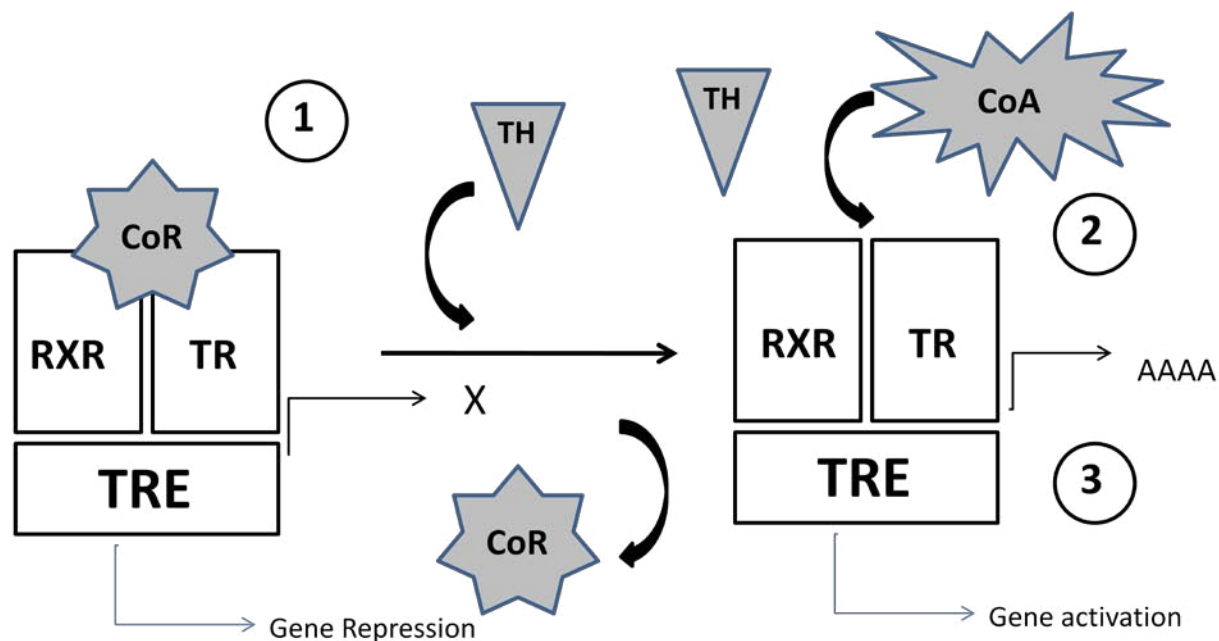 1
TH
TH
CoA
CoR
2
RXR
TR
RXR
TR
X
AAAA
TRE
TRE
3
CoR
Gene Repression
Gene activation